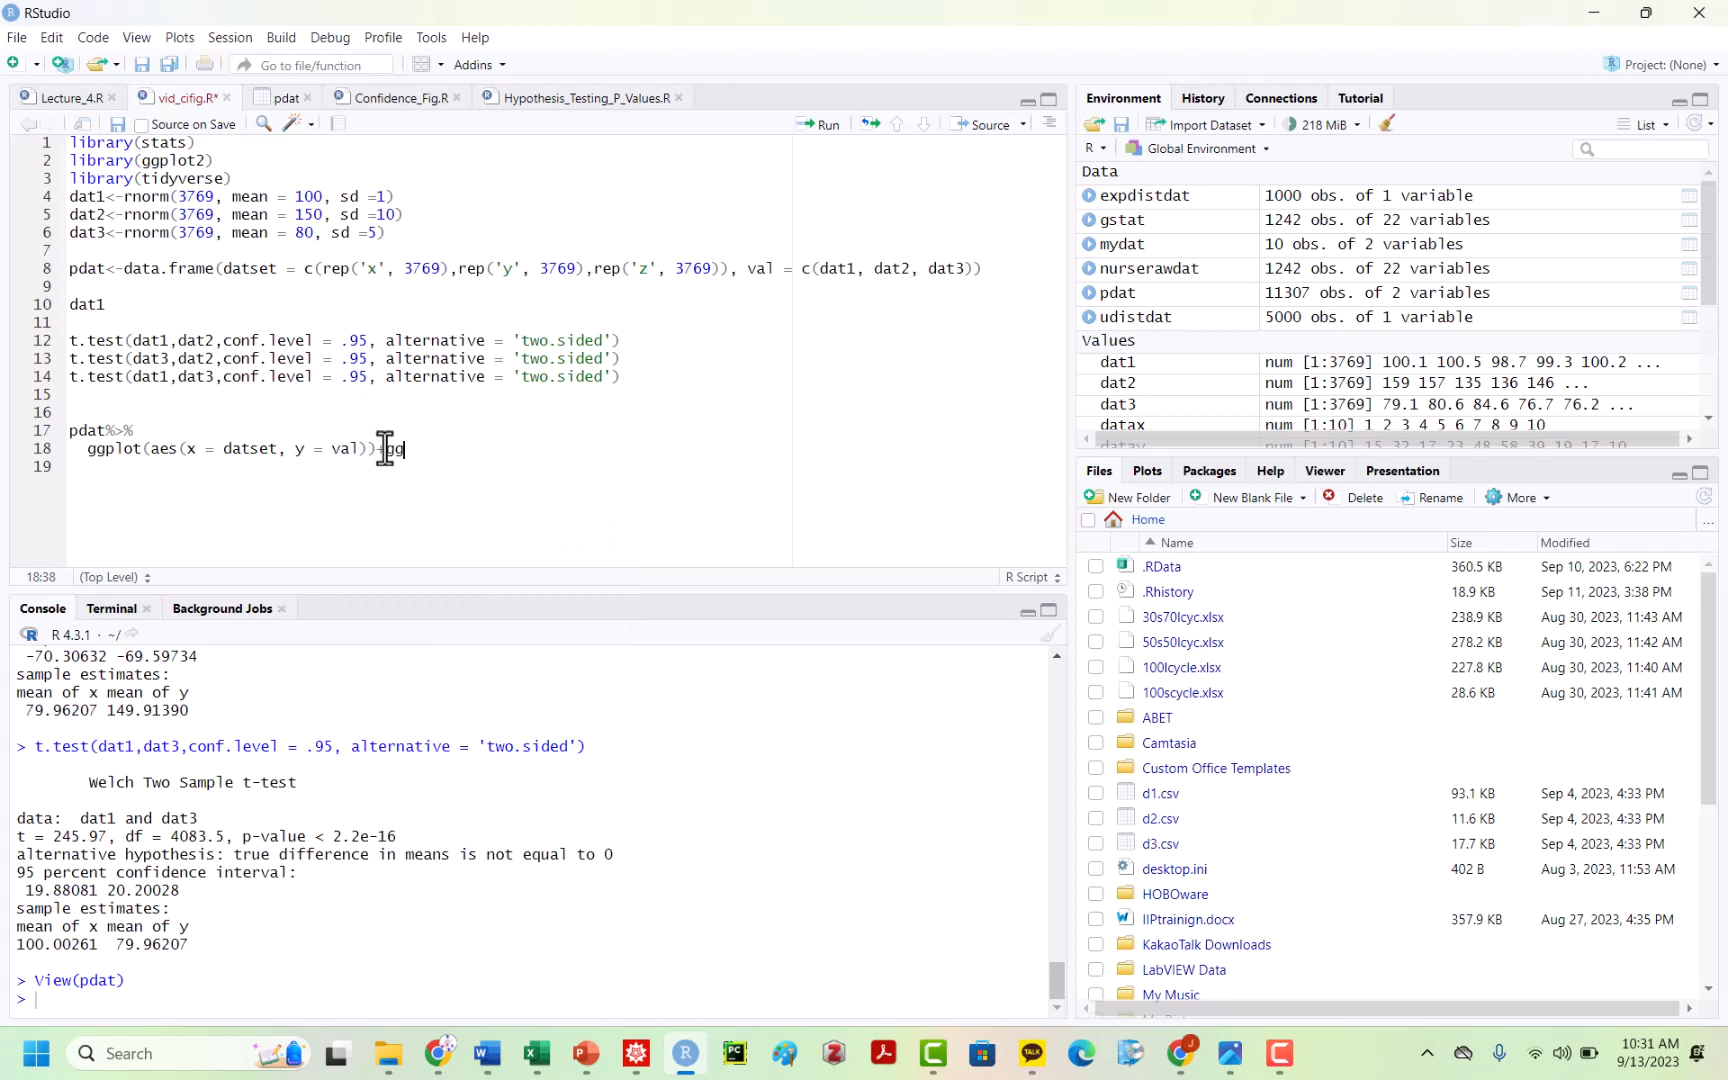 RStudio
File Edit Code View Plots Session Build Debug Profile Tools Help
Go to file/function Addins Project: (None)
Lecture_4.R vid_cifig.R* pdat Confidence_Fig.R Hypothesis_Testing_P_Values.R
Source on Save Run Source
1 library(stats)
2 library(ggplot2)
3 library(tidyverse)
4 dat1<-rnorm(3769, mean = 100, sd =1)
5 dat2<-rnorm(3769, mean = 150, sd =10)
6 dat3<-rnorm(3769, mean = 80, sd =5)
7
8 pdat<-data.frame(datset = c(rep('x', 3769),rep('y', 3769),rep('z', 3769)), val = c(dat1, dat2, dat3))
9
10 dat1
11
12 t.test(dat1,dat2,conf.level = .95, alternative = 'two.sided')
13 t.test(dat3,dat2,conf.level = .95, alternative = 'two.sided')
14 t.test(dat1,dat3,conf.level = .95, alternative = 'two.sided')
15
16
17 pdat%>%
18 ggplot(aes(x = datset, y = val))+gg
19
18:38 (Top Level) R Script
Console Terminal Background Jobs
R 4.3.1 · ~/
-70.30632 -69.59734
sample estimates:
mean of x mean of y
79.96207 149.91390
> t.test(dat1,dat3,conf.level = .95, alternative = 'two.sided')
Welch Two Sample t-test
data: dat1 and dat3
t = 245.97, df = 4083.5, p-value < 2.2e-16
alternative hypothesis: true difference in means is not equal to 0
95 percent confidence interval:
19.88081 20.20028
sample estimates:
mean of x mean of y
100.00261 79.96207
> View(pdat)
>
Environment History Connections Tutorial
Import Dataset 218 MiB List
R Global Environment
Data
expdistdat 1000 obs. of 1 variable
gstat 1242 obs. of 22 variables
mydat 10 obs. of 2 variables
nurserawdat 1242 obs. of 22 variables
pdat 11307 obs. of 2 variables
udistdat 5000 obs. of 1 variable
Values
dat1 num [1:3769] 100.1 100.5 98.7 99.3 100.2 ...
dat2 num [1:3769] 159 157 135 136 146 ...
dat3 num [1:3769] 79.1 80.6 84.6 76.7 76.2 ...
datax num [1:10] 1 2 3 4 5 6 7 8 9 10
datay num [1:10] 15 32 17 23 48 58 39 19 17 10
Files Plots Packages Help Viewer Presentation
New Folder New Blank File Delete Rename More
Home ...
Name Size Modified
.RData 360.5 KB Sep 10, 2023, 6:22 PM
.Rhistory 18.9 KB Sep 11, 2023, 3:38 PM
30s70lcyc.xlsx 238.9 KB Aug 30, 2023, 11:43 AM
50s50lcyc.xlsx 278.2 KB Aug 30, 2023, 11:42 AM
100lcycle.xlsx 227.8 KB Aug 30, 2023, 11:40 AM
100scycle.xlsx 28.6 KB Aug 30, 2023, 11:41 AM
ABET
Camtasia
Custom Office Templates
d1.csv 93.1 KB Sep 4, 2023, 4:33 PM
d2.csv 11.6 KB Sep 4, 2023, 4:33 PM
d3.csv 17.7 KB Sep 4, 2023, 4:33 PM
desktop.ini 402 B Aug 3, 2023, 11:53 AM
HOBOware
IIPtrainign.docx 357.9 KB Aug 27, 2023, 4:35 PM
KakaoTalk Downloads
LabVIEW Data
My Music
Search
10:31 AM
9/13/2023